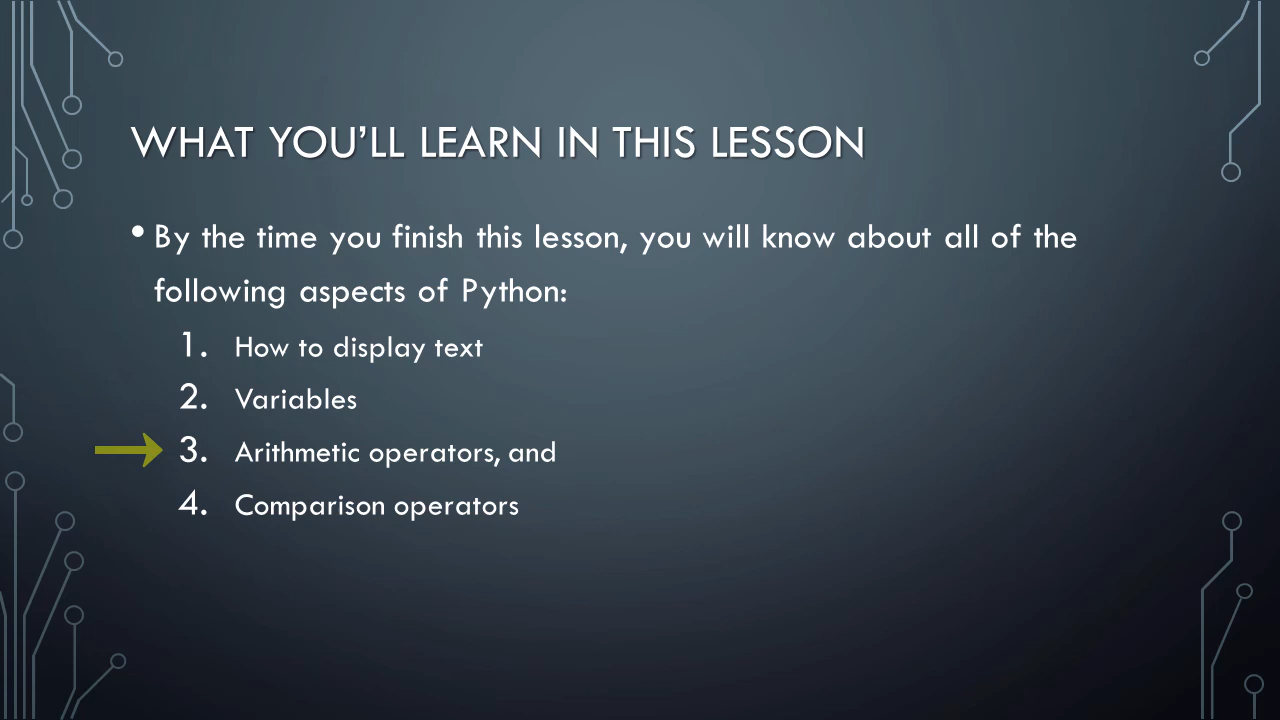 WHAT YOU’LL LEARN IN THIS LESSON
• By the time you finish this lesson, you will know about all of the
following aspects of Python:
1. How to display text
2. Variables
3. Arithmetic operators, and
4. Comparison operators